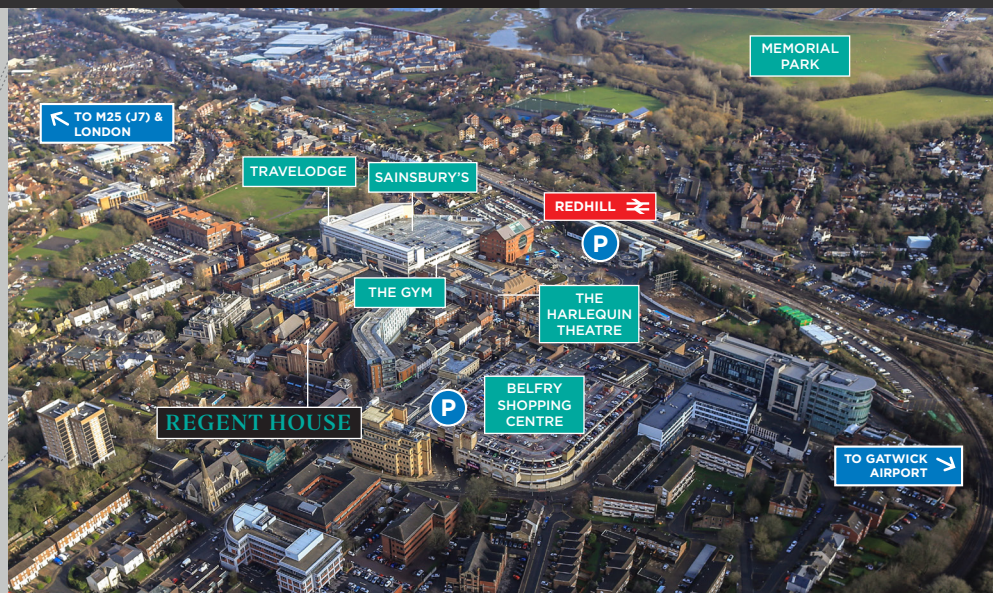 MEMORIAL
PARK
TO M25 (J7) &
LONDON
TRAVELODGE
SAINSBURY'S
REDHILL
P
THE GYM
THE
HARLEQUIN
THEATRE
BELFRY
SHOPPING
CENTRE
P
REGENT HOUSE
TO GATWICK
AIRPORT